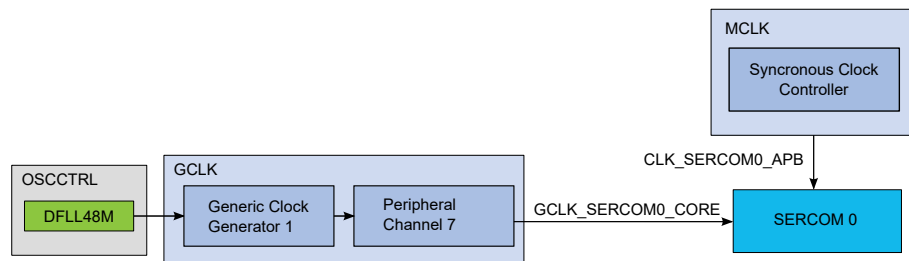 MCLK
Syncronous Clock
Controller
CLK_SERCOM0_APB
OSCCTRL
DFLL48M
GCLK
Generic Clock
Generator 1
Peripheral
Channel 7
GCLK_SERCOM0_CORE
SERCOM 0